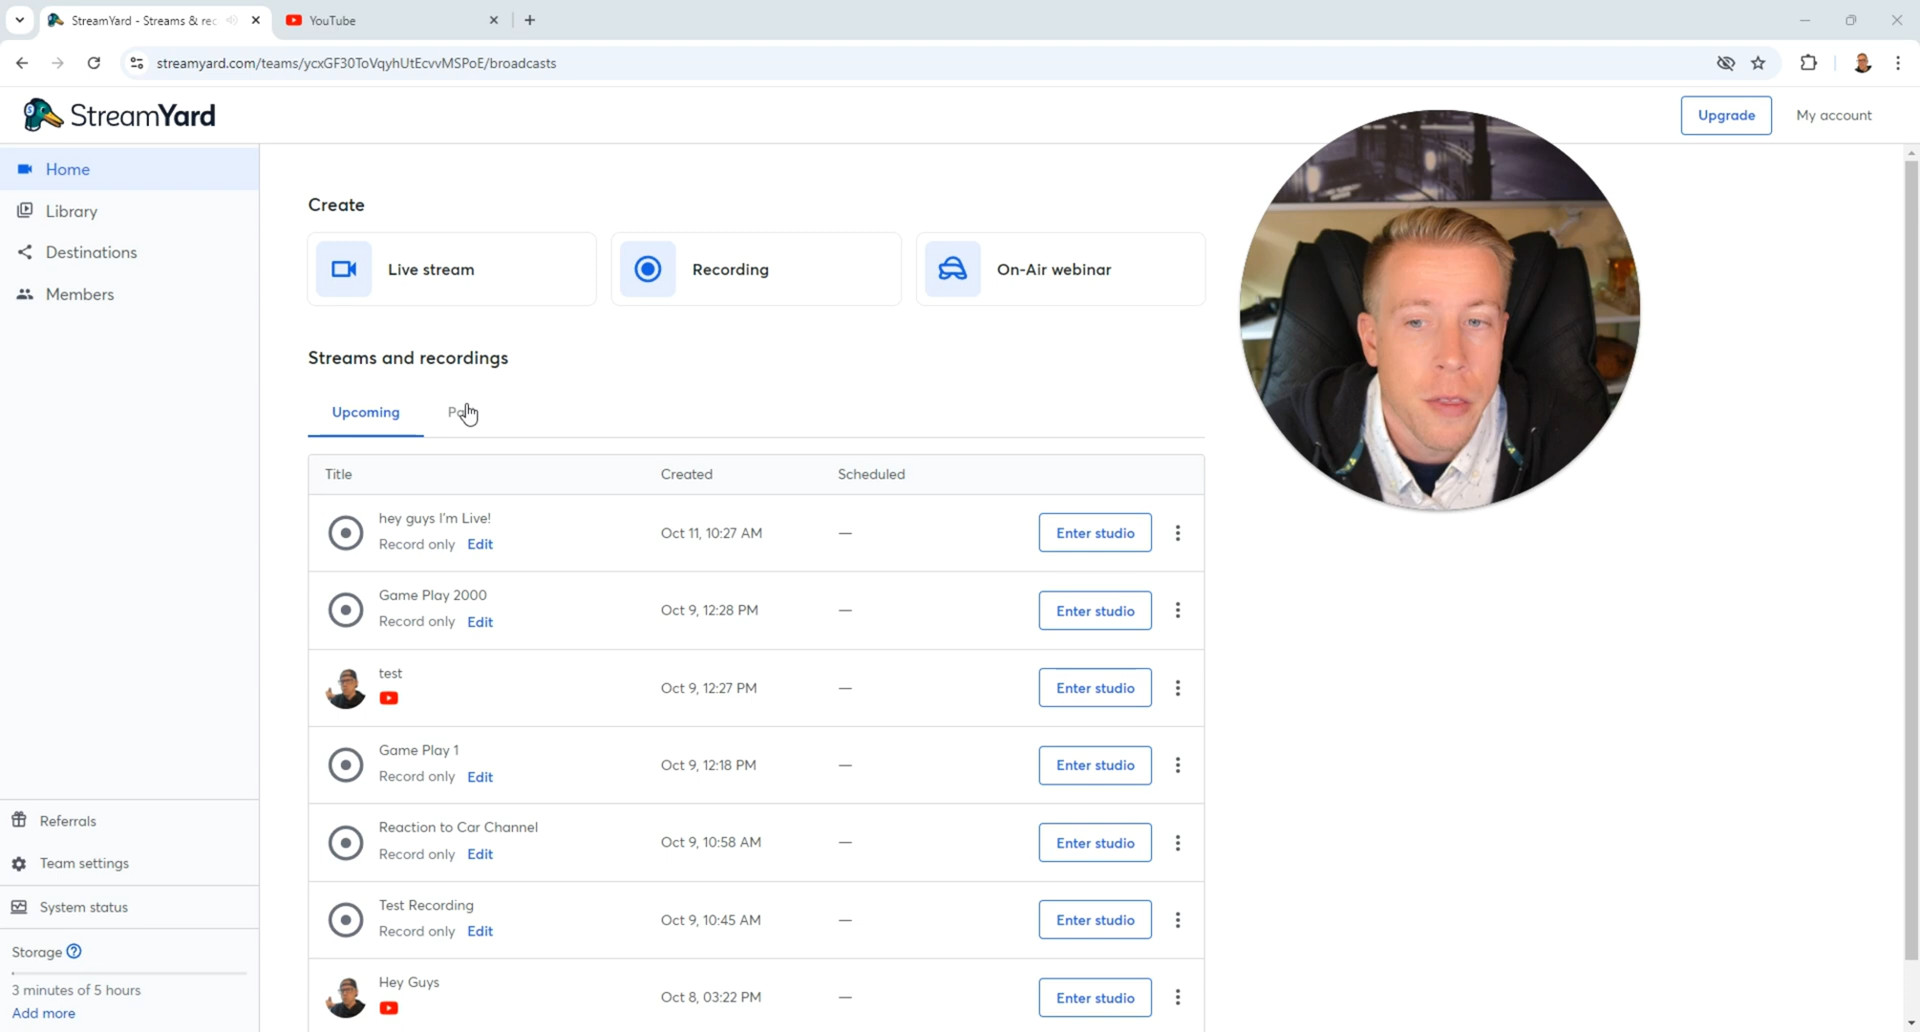 StreamYard - Streams & rec
YouTube
streamyard.com/teams/ycxGF30ToVqyhUtEcvvMSPoE/broadcasts
StreamYard
Upgrade
My account
Home
Library
Destinations
Members
Create
Live stream
Recording
On-Air webinar
Streams and recordings
Upcoming
Title Created Scheduled
hey guys I'm Live!
Record only Edit
Oct 11, 10:27 AM — Enter studio
Game Play 2000
Record only Edit
Oct 9, 12:28 PM — Enter studio
test
Oct 9, 12:27 PM — Enter studio
Game Play 1
Record only Edit
Oct 9, 12:18 PM — Enter studio
Reaction to Car Channel
Record only Edit
Oct 9, 10:58 AM — Enter studio
Test Recording
Record only Edit
Oct 9, 10:45 AM — Enter studio
Hey Guys
Oct 8, 03:22 PM — Enter studio
Referrals
Team settings
System status
Storage ?
3 minutes of 5 hours
Add more